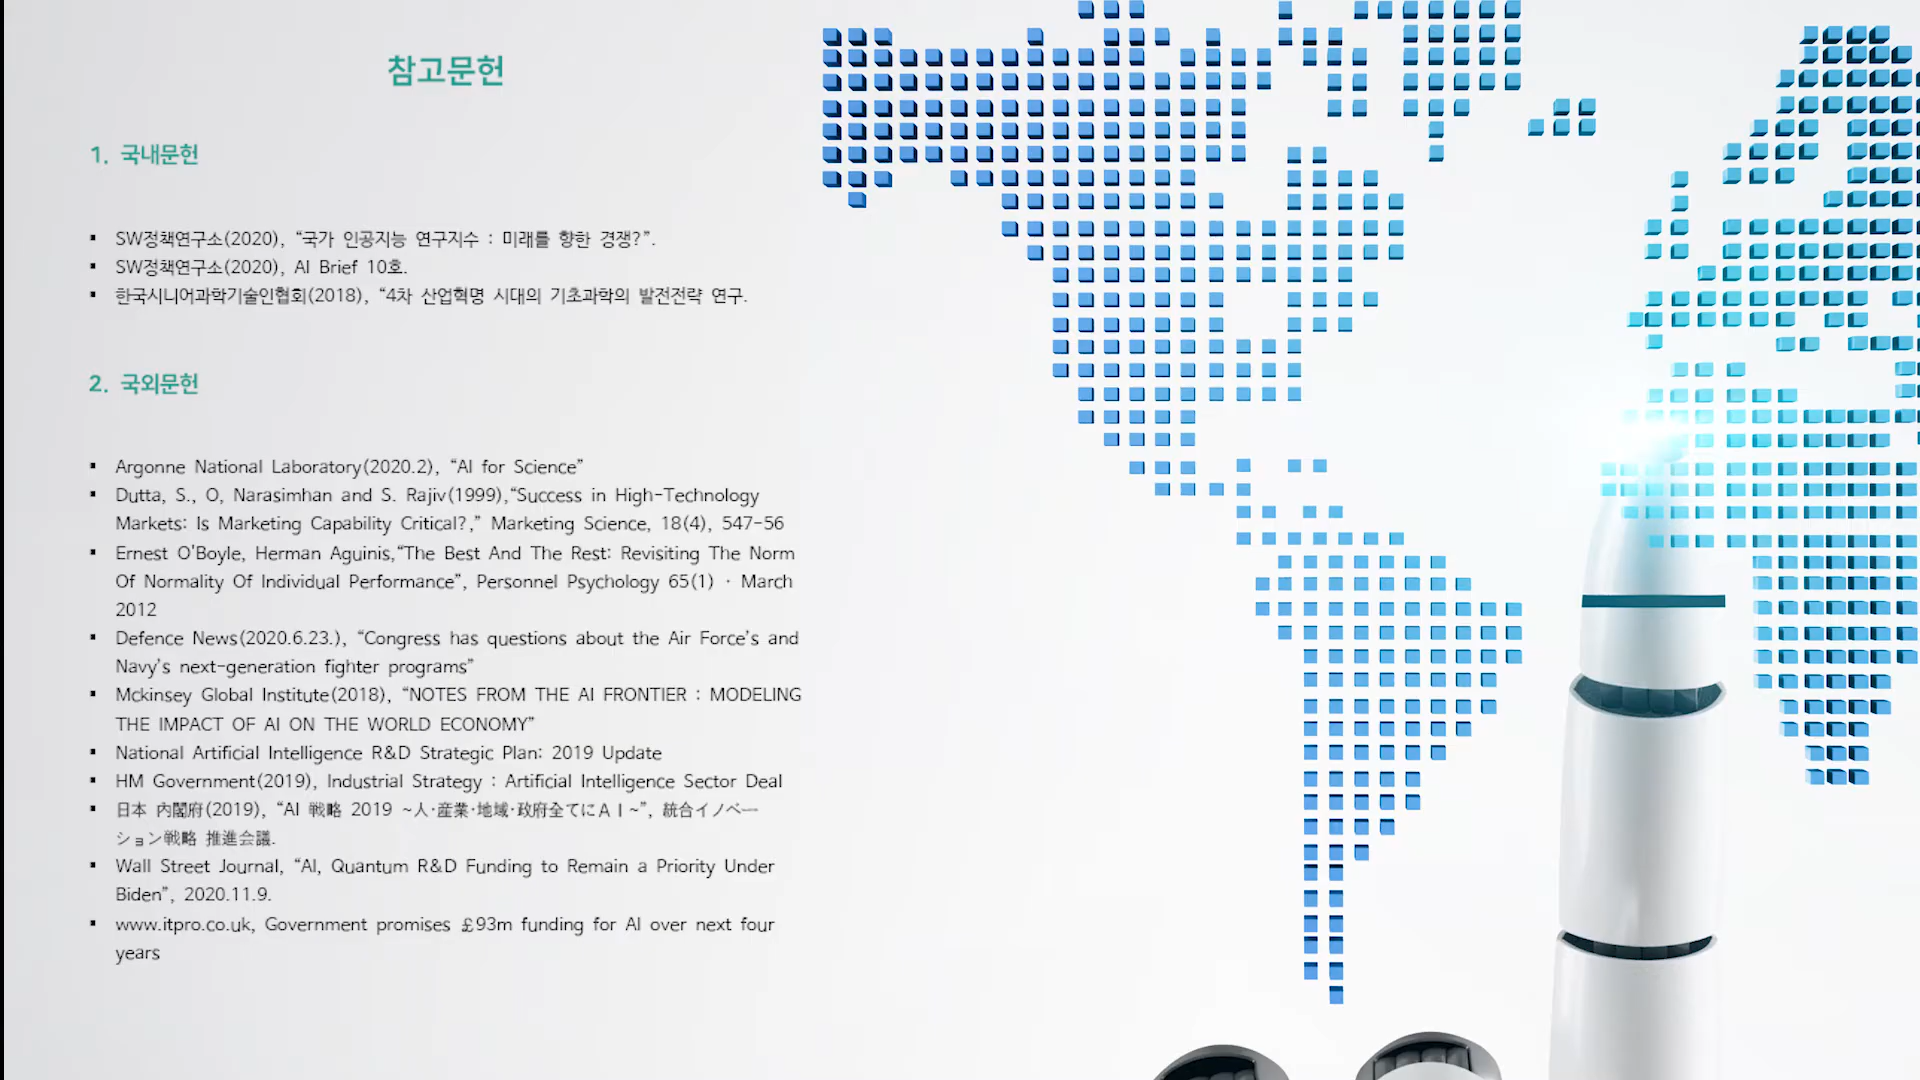 참고문헌
1. 국내문헌
▪ SW정책연구소(2020), “국가 인공지능 연구지수 : 미래를 향한 경쟁?”.
▪ SW정책연구소(2020), AI Brief 10호.
▪ 한국시니어과학기술인협회(2018), “4차 산업혁명 시대의 기초과학의 발전전략 연구.
2. 국외문헌
▪ Argonne National Laboratory(2020.2), “AI for Science”
▪ Dutta, S., O, Narasimhan and S. Rajiv(1999),“Success in High-Technology
Markets: Is Marketing Capability Critical?,” Marketing Science, 18(4), 547-56
▪ Ernest O'Boyle, Herman Aguinis,“The Best And The Rest: Revisiting The Norm
Of Normality Of Individual Performance”, Personnel Psychology 65(1) · March
2012
▪ Defence News(2020.6.23.), “Congress has questions about the Air Force’s and
Navy’s next-generation fighter programs”
▪ Mckinsey Global Institute(2018), “NOTES FROM THE AI FRONTIER : MODELING
THE IMPACT OF AI ON THE WORLD ECONOMY”
▪ National Artificial Intelligence R&D Strategic Plan: 2019 Update
▪ HM Government(2019), Industrial Strategy : Artificial Intelligence Sector Deal
▪ 日本 內閣府(2019), “AI 戦略 2019 ~人·産業·地域·政府全てにＡＩ~”, 統合イノベー
ション戦略 推進会議.
▪ Wall Street Journal, “AI, Quantum R&D Funding to Remain a Priority Under
Biden”, 2020.11.9.
▪ www.itpro.co.uk, Government promises £93m funding for AI over next four
years